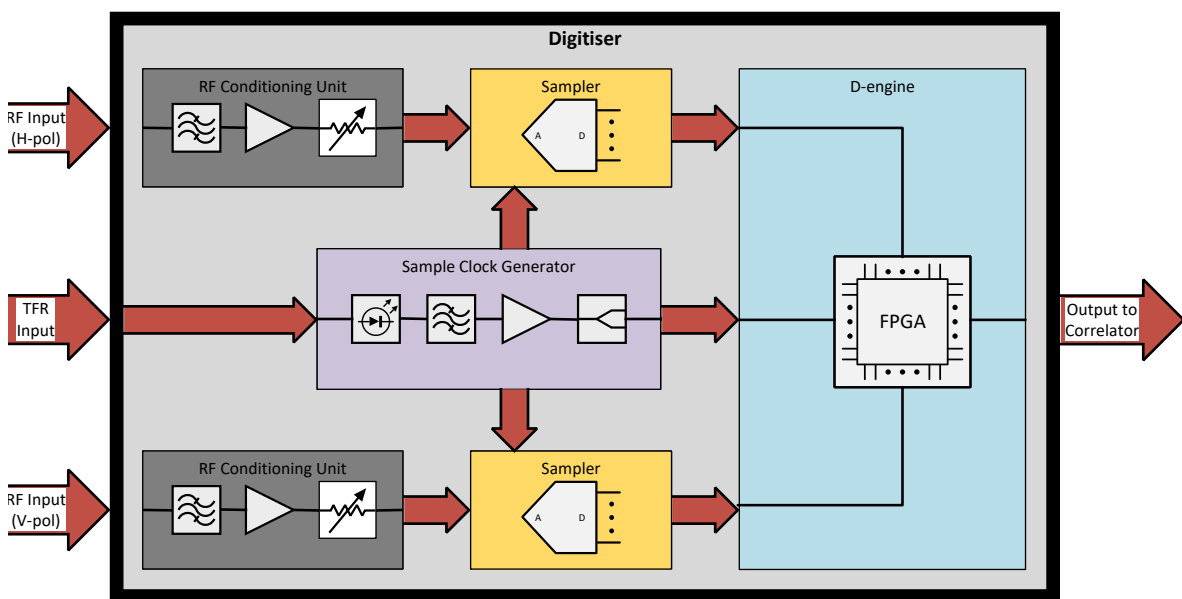 Digitiser
RF Conditioning Unit
Sampler
D-engine
RF Input
(H-pol)
A
D
Sample Clock Generator
TFR
Input
FPGA
Output to
Correlator
RF Conditioning Unit
Sampler
RF Input
(V-pol)
A
D